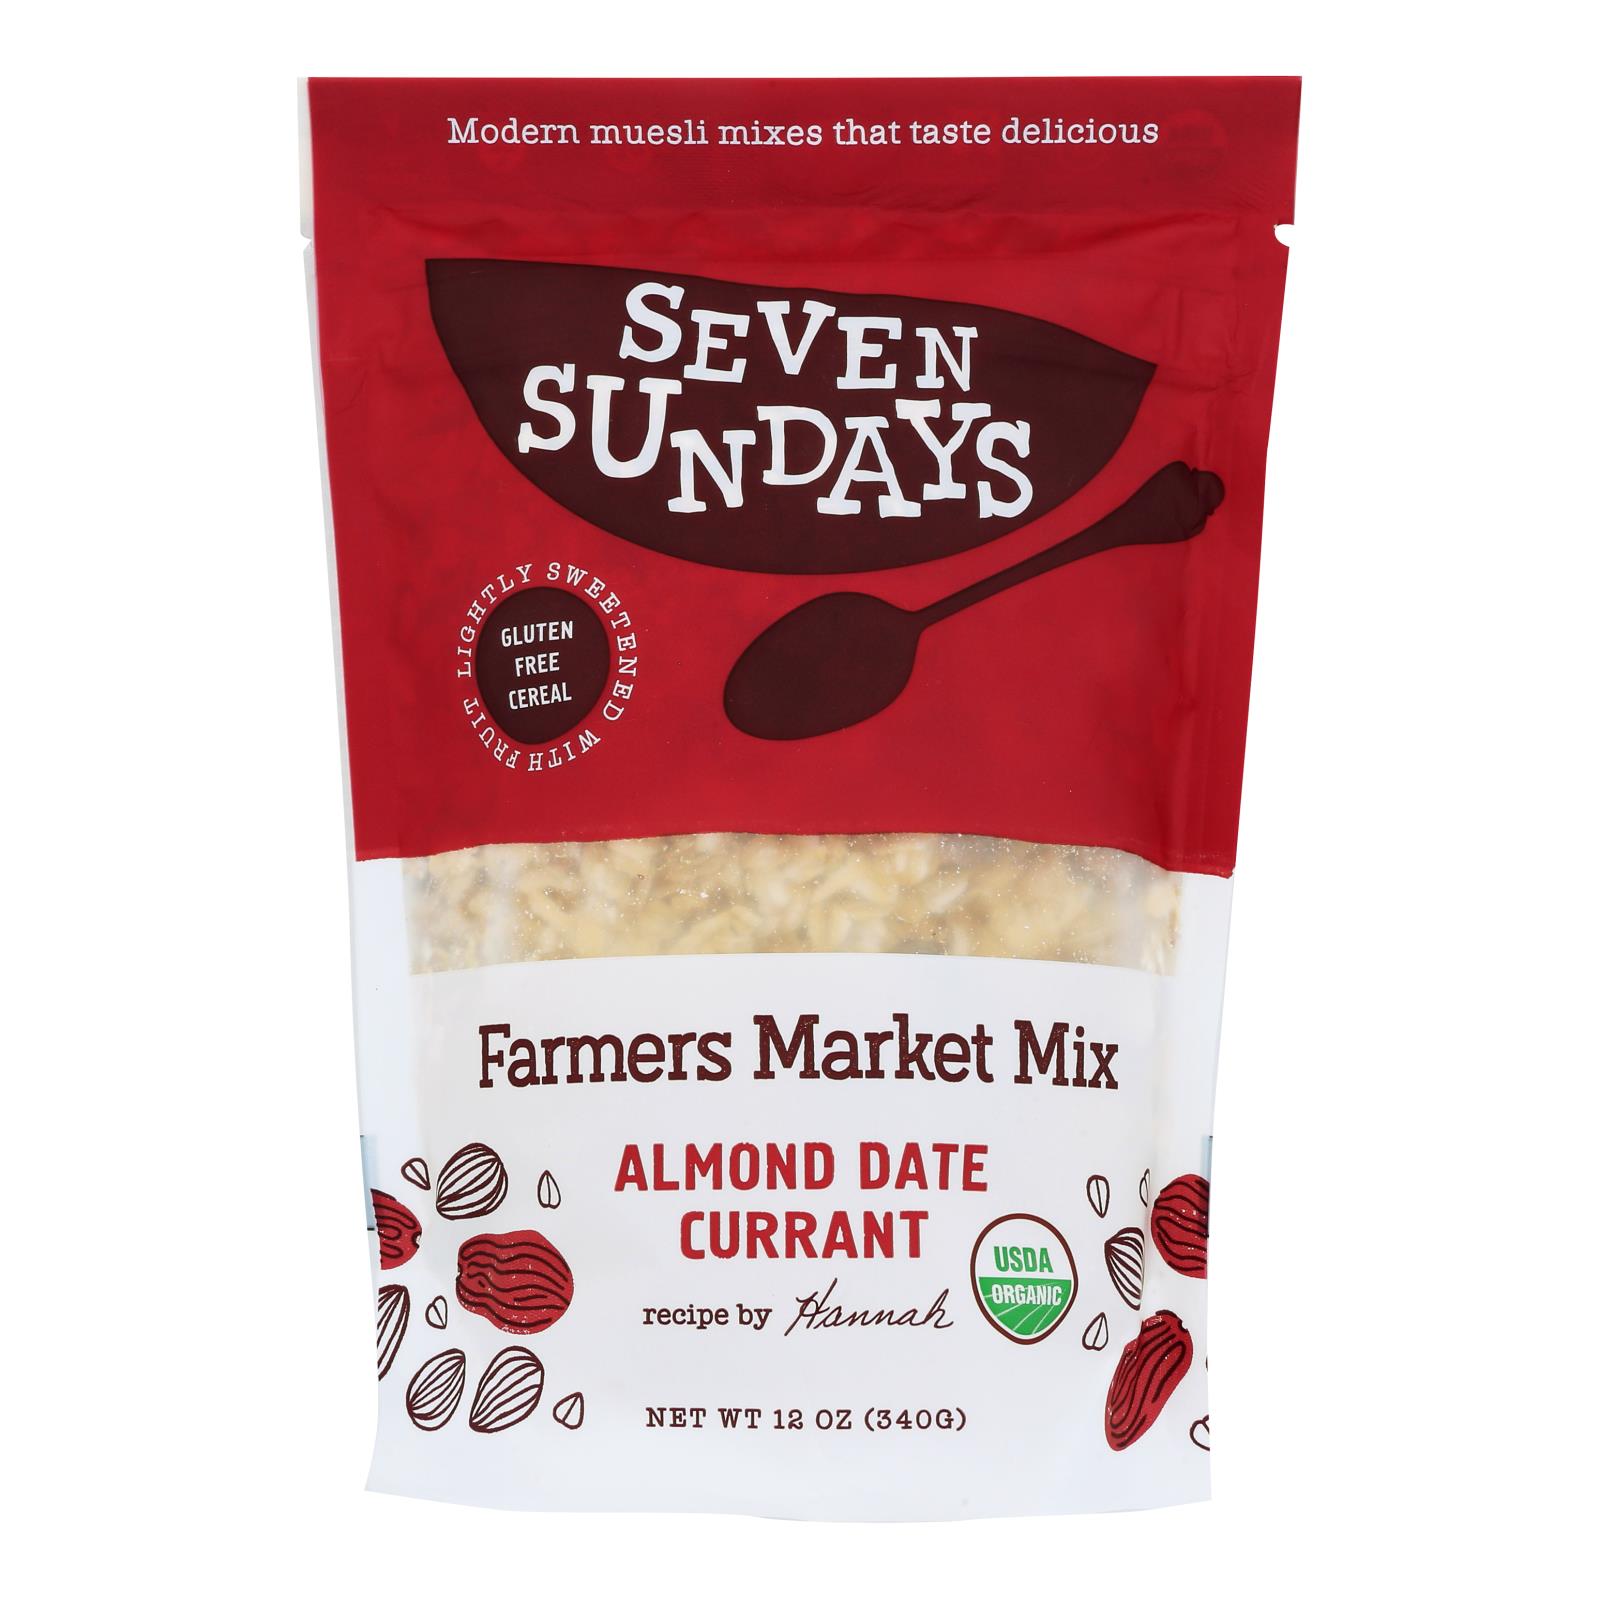 Modern muesli mixes that taste delicious
SEVEN
SUNDAYS
LIGHTLY SWEETENED WITH FRUIT
GLUTEN
FREE
CEREAL
Farmers Market Mix
ALMOND DATE
CURRANT
recipe by Hannah
USDA
ORGANIC
NET WT 12 OZ (340G)